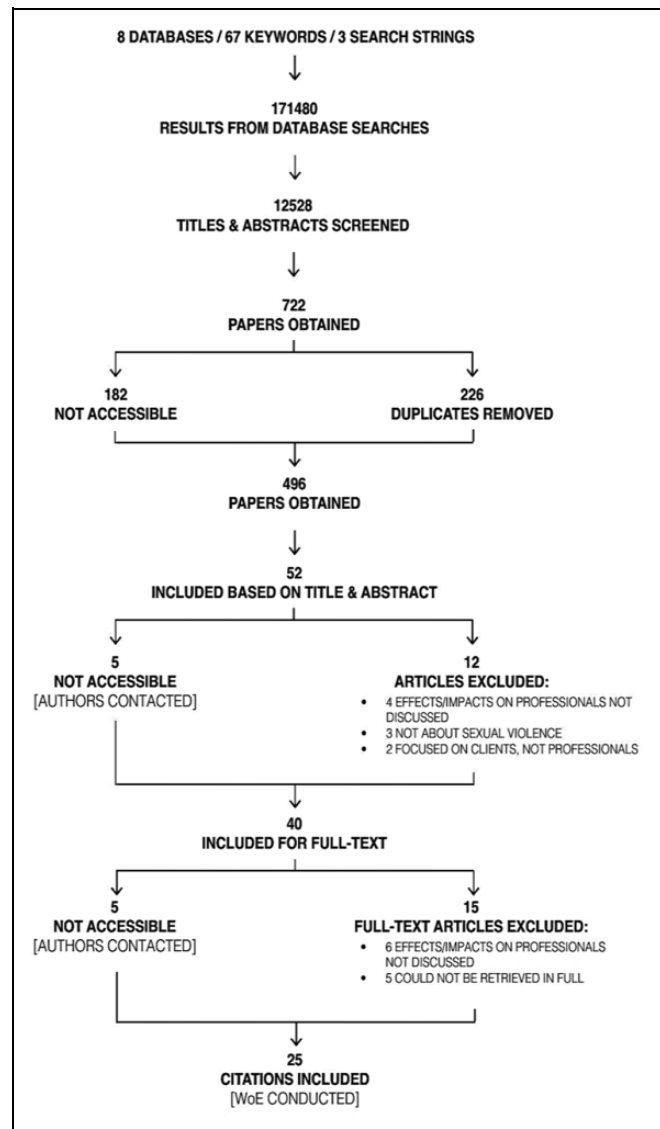 8 DATABASES / 67 KEYWORDS / 3 SEARCH STRINGS
171480
RESULTS FROM DATABASE SEARCHES
12528
TITLES & ABSTRACTS SCREENED
722
PAPERS OBTAINED
182
NOT ACCESSIBLE
226
DUPLICATES REMOVED
496
PAPERS OBTAINED
52
INCLUDED BASED ON TITLE & ABSTRACT
5
NOT ACCESSIBLE
[AUTHORS CONTACTED]
12
ARTICLES EXCLUDED:
• 4 EFFECTS/IMPACTS ON PROFESSIONALS NOT
DISCUSSED
• 3 NOT ABOUT SEXUAL VIOLENCE
• 2 FOCUSED ON CLIENTS, NOT PROFESSIONALS
40
INCLUDED FOR FULL-TEXT
5
NOT ACCESSIBLE
[AUTHORS CONTACTED]
15
FULL-TEXT ARTICLES EXCLUDED:
• 6 EFFECTS/IMPACTS ON PROFESSIONALS
NOT DISCUSSED
• 5 COULD NOT BE RETRIEVED IN FULL
25
CITATIONS INCLUDED
[WoE CONDUCTED]